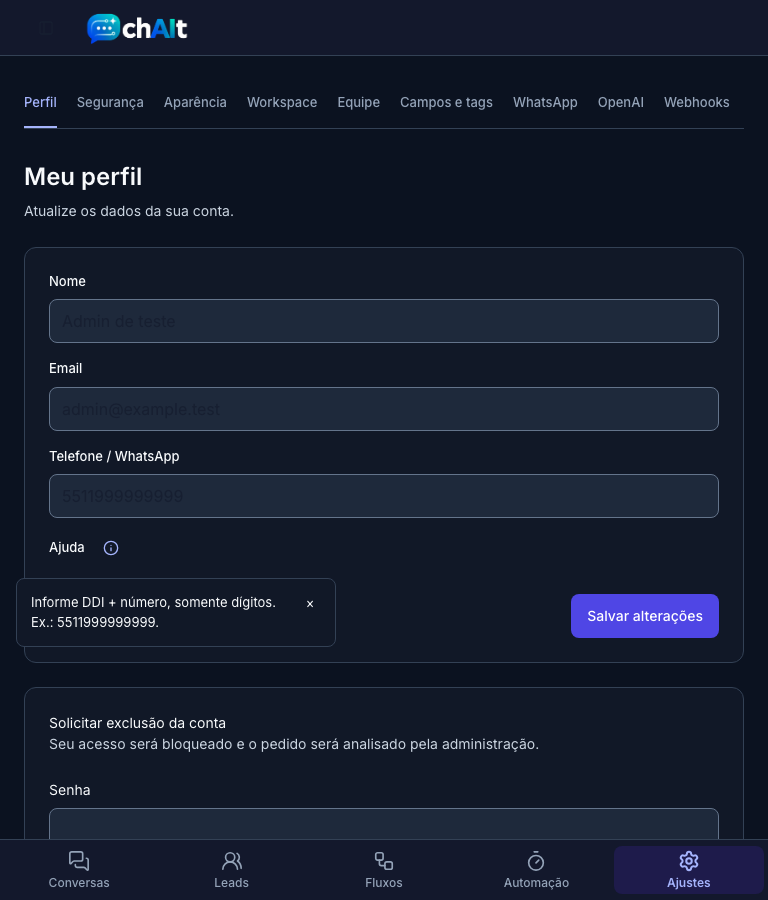 chAIt
Perfil Segurança Aparência Workspace Equipe Campos e tags WhatsApp OpenAI Webhooks
Meu perfil
Atualize os dados da sua conta.
Nome
Admin de teste
Email
admin@example.test
Telefone / WhatsApp
5511999999999
Ajuda
Informe DDI + número, somente dígitos. ×
Ex.: 5511999999999.
Salvar alterações
Solicitar exclusão da conta
Seu acesso será bloqueado e o pedido será analisado pela administração.
Senha
Conversas Leads Fluxos Automação Ajustes